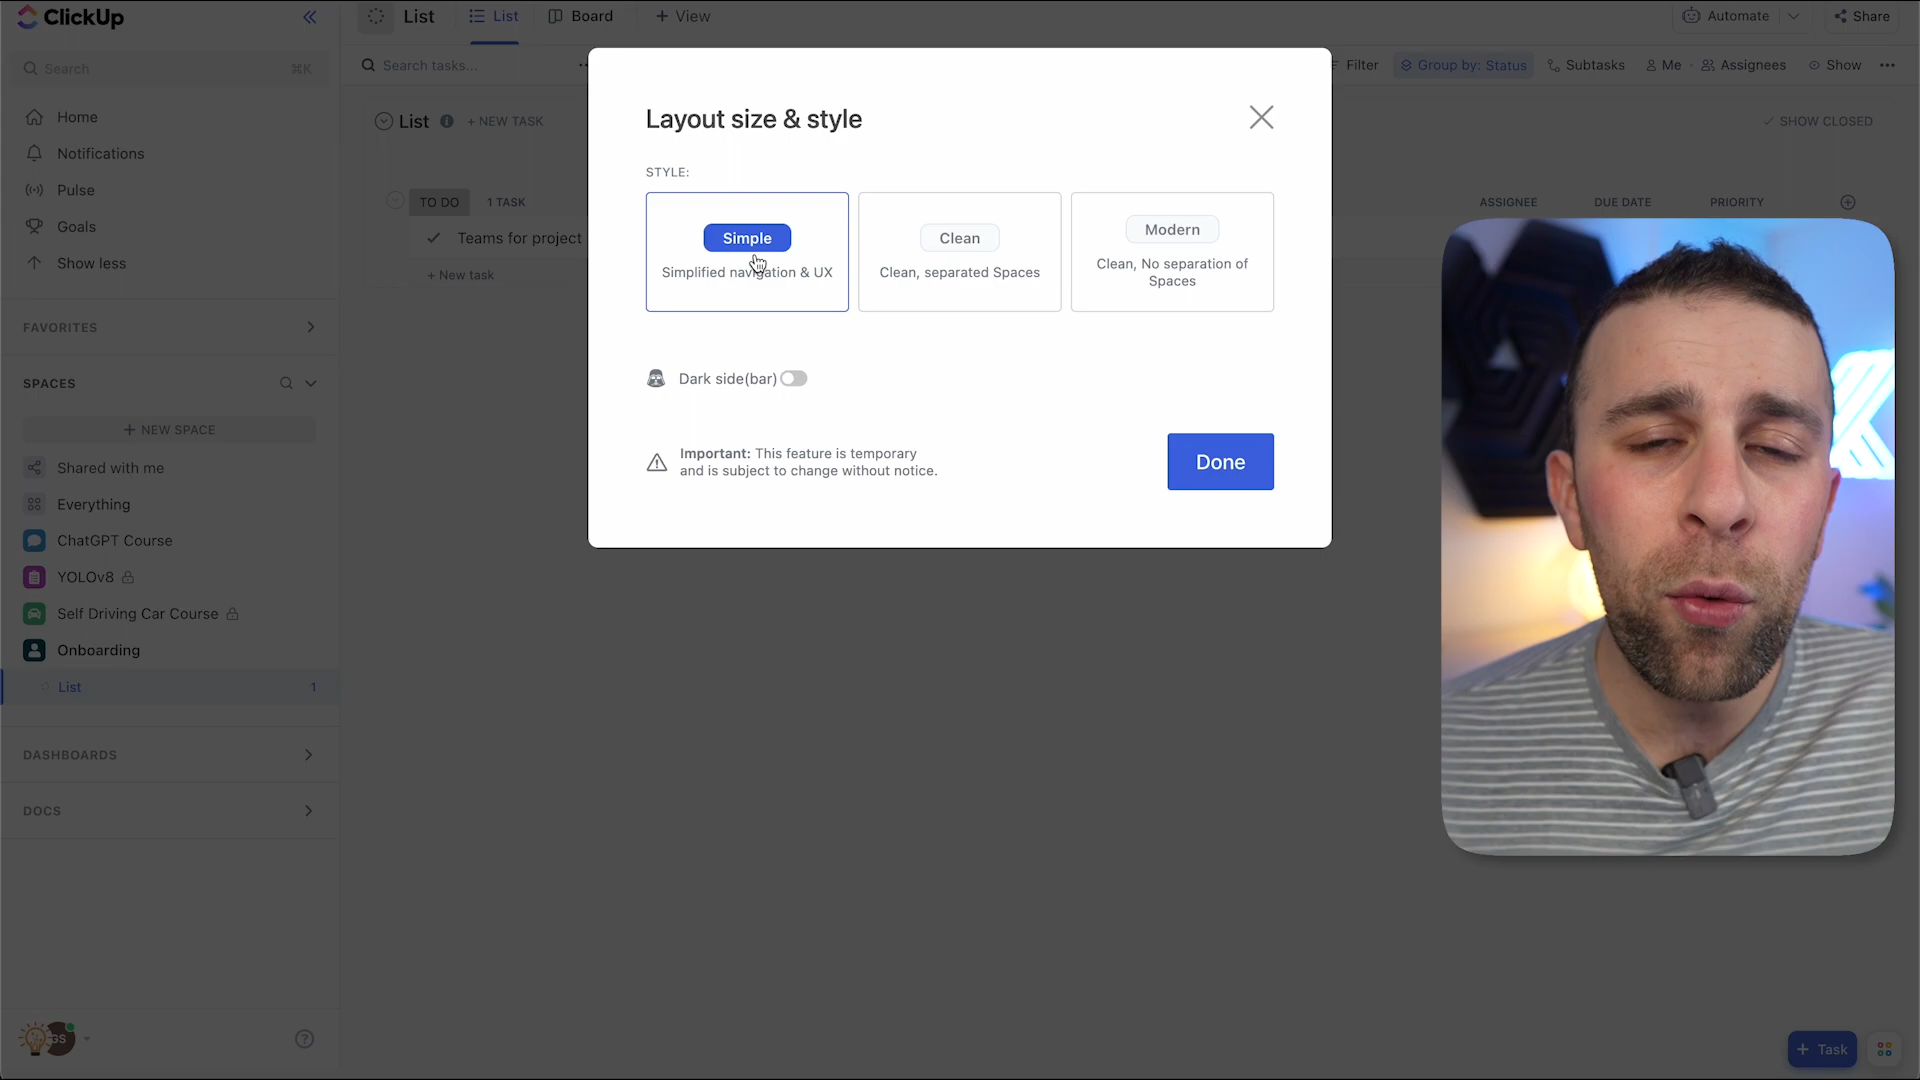 ClickUp
List
List
Board
+ View
Automate
Share
Search
⌘K
Search tasks...
Filter
Group by: Status
Subtasks
Me
Assignees
Show
Home
Notifications
Pulse
Goals
Show less
FAVORITES
SPACES
+ NEW SPACE
Shared with me
Everything
ChatGPT Course
YOLOv8
Self Driving Car Course
Onboarding
List
1
DASHBOARDS
DOCS
GS
List
+ NEW TASK
SHOW CLOSED
TO DO
1 TASK
ASSIGNEE
DUE DATE
PRIORITY
Teams for project
+ New task
Layout size & style
STYLE:
Simple
Simplified navigation & UX
Clean
Clean, separated Spaces
Modern
Clean, No separation of
Spaces
Dark side(bar)
Important: This feature is temporary
and is subject to change without notice.
Done
+ Task